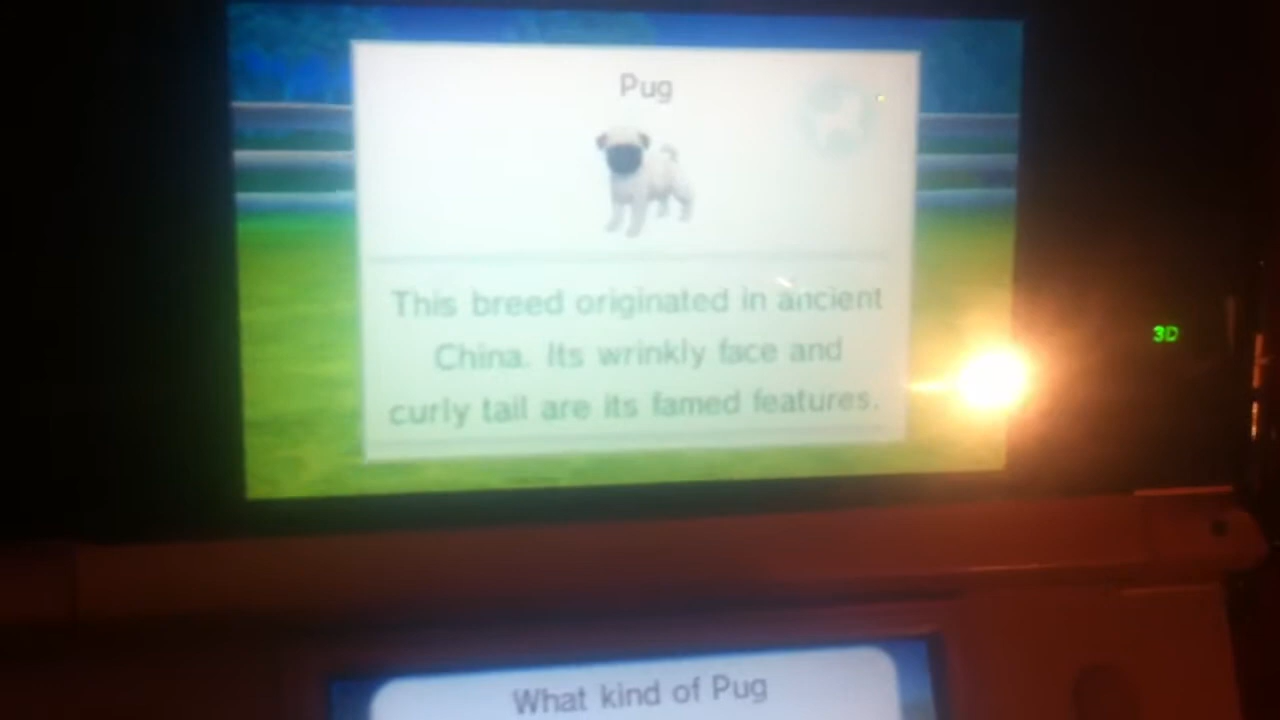 Pug
This breed originated in ancient
China. Its wrinkly face and
curly tail are its famed features.
3D
What kind of Pug